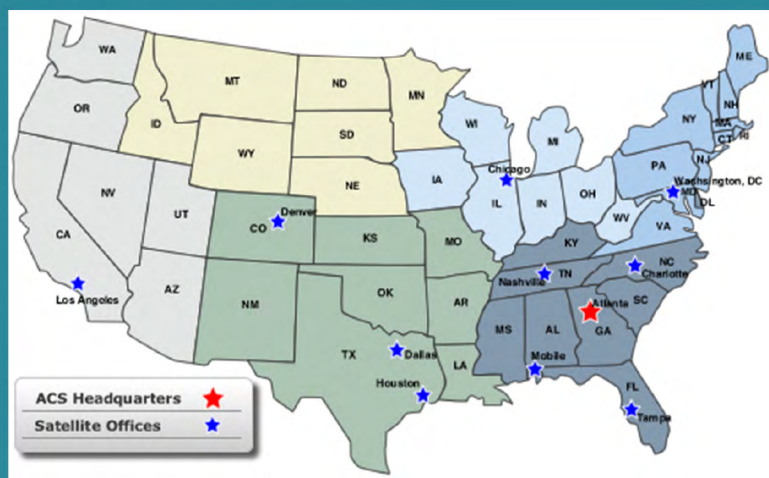 WA
OR
CA
NV
ID
MT
WY
UT
AZ
CO
NM
ND
SD
NE
KS
OK
TX
MN
IA
MO
AR
LA
WI
IL
MI
IN
OH
KY
TN
MS
AL
GA
FL
SC
NC
VA
WV
PA
NY
VT
NH
ME
MA
CT
RI
NJ
MD
DL
Los Angeles
Denver
Dallas
Houston
Chicago
Nashville
Atlanta
Mobile
Tampa
Charlotte
Washsington, DC
ACS Headquarters
Satellite Offices